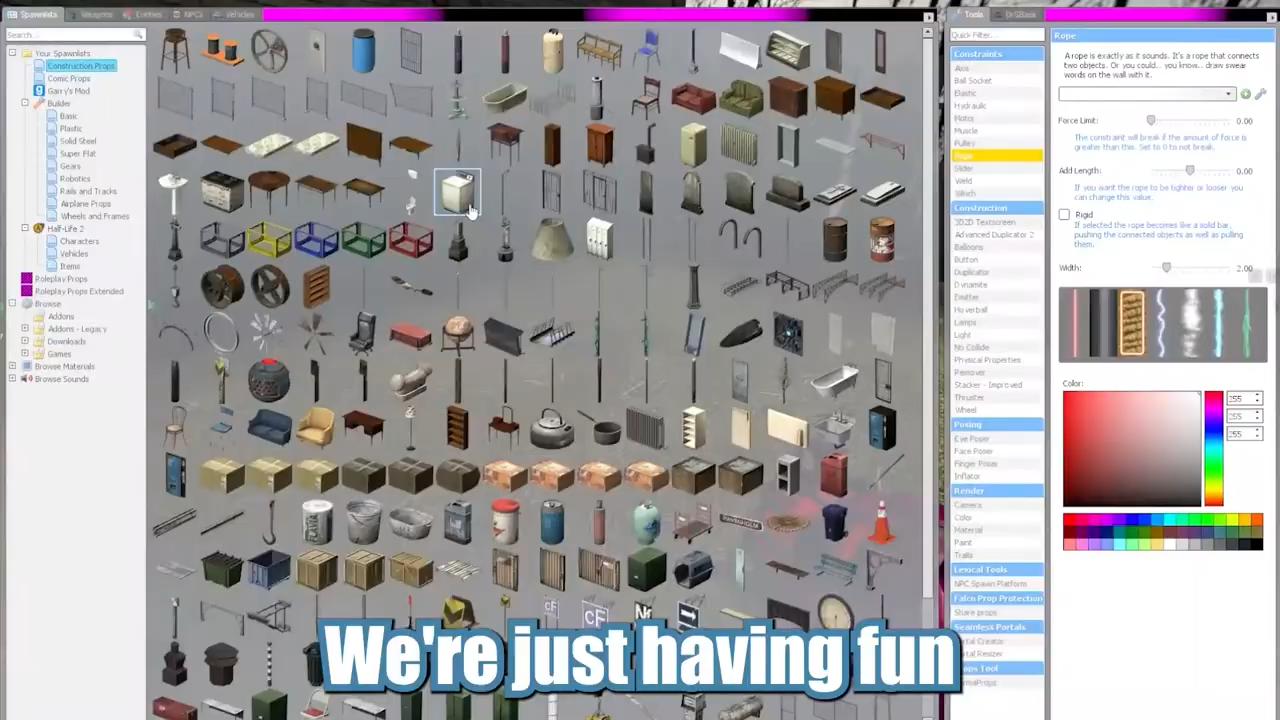 Spawnlists
Weapons
Entities
NPCs
Vehicles
Search...
Your Spawnlists
Construction Props
Comic Props
Garry's Mod
Builder
Basic
Plastic
Solid Steel
Super Flat
Gears
Robotics
Rails and Tracks
Airplane Props
Wheels and Frames
Half-Life 2
Characters
Vehicles
Items
Roleplay Props
Roleplay Props Extended
Browse
Addons
Addons - Legacy
Downloads
Games
Browse Materials
Browse Sounds
CF
CF
We're just having fun
Tools
Quick Filter...
Constraints
Axis
Ball Socket
Elastic
Hydraulic
Motor
Muscle
Pulley
Rope
Slider
Weld
Winch
Construction
3D2D Textscreen
Advanced Duplicator 2
Balloons
Button
Duplicator
Dynamite
Emitter
Hoverball
Lamps
Light
No Collide
Physical Properties
Remover
Stacker - Improved
Thruster
Wheel
Posing
Eye Poser
Face Poser
Finger Poser
Inflator
Render
Camera
Color
Material
Paint
Trails
Lexical Tools
NPC Spawn Platform
Falco Prop Protection
Share props
Seamless Portals
Portal Creator
Portal Resizer
Rope
A rope is exactly as it sounds. It's a rope that connects
two objects. Or you could.. you know.. draw swear
words on the wall with it.
Force Limit: 0.00
The constraint will break if the amount of force is
greater than this. Set to 0 to not break.
Add Length: 0.00
If you want the rope to be tighter or looser you
can change this value.
Rigid
If selected the rope becomes like a solid bar,
pushing the connected objects as well as pulling
them.
Width: 2.00
Color:
255
255
255